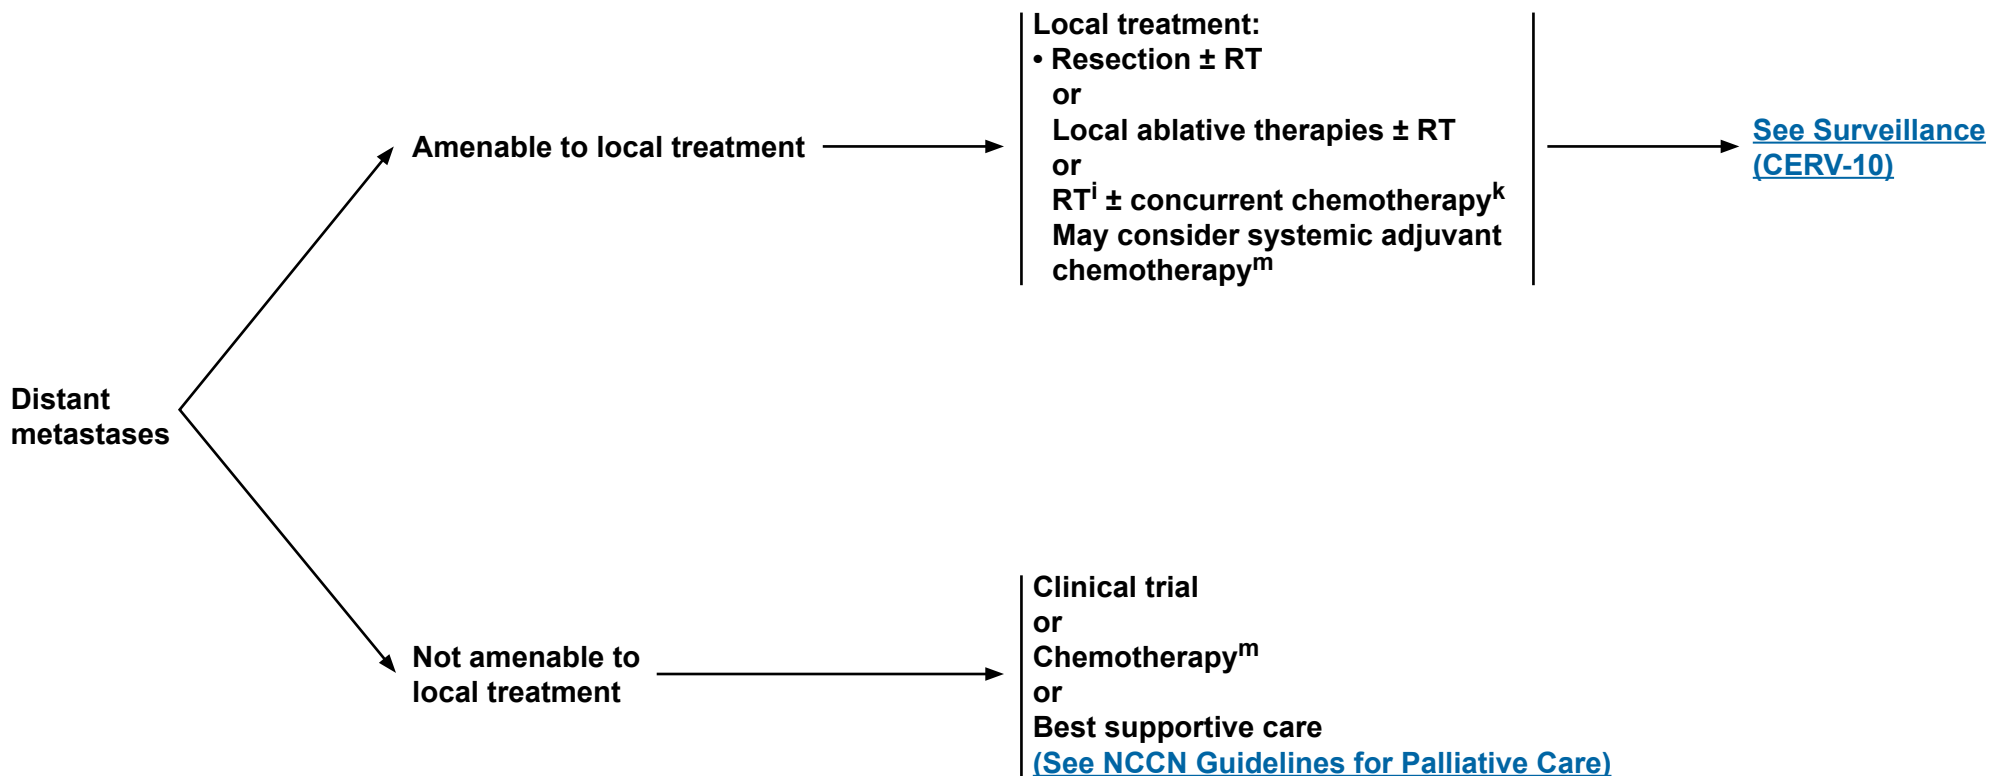 Distant
metastases
Amenable to local treatment
Local treatment:
• Resection ± RT
or
Local ablative therapies ± RT
or
RTⁱ ± concurrent chemotherapyᵏ
May consider systemic adjuvant
chemotherapyᵐ
See Surveillance
(CERV-10)
Not amenable to
local treatment
Clinical trial
or
Chemotherapyᵐ
or
Best supportive care
(See NCCN Guidelines for Palliative Care)